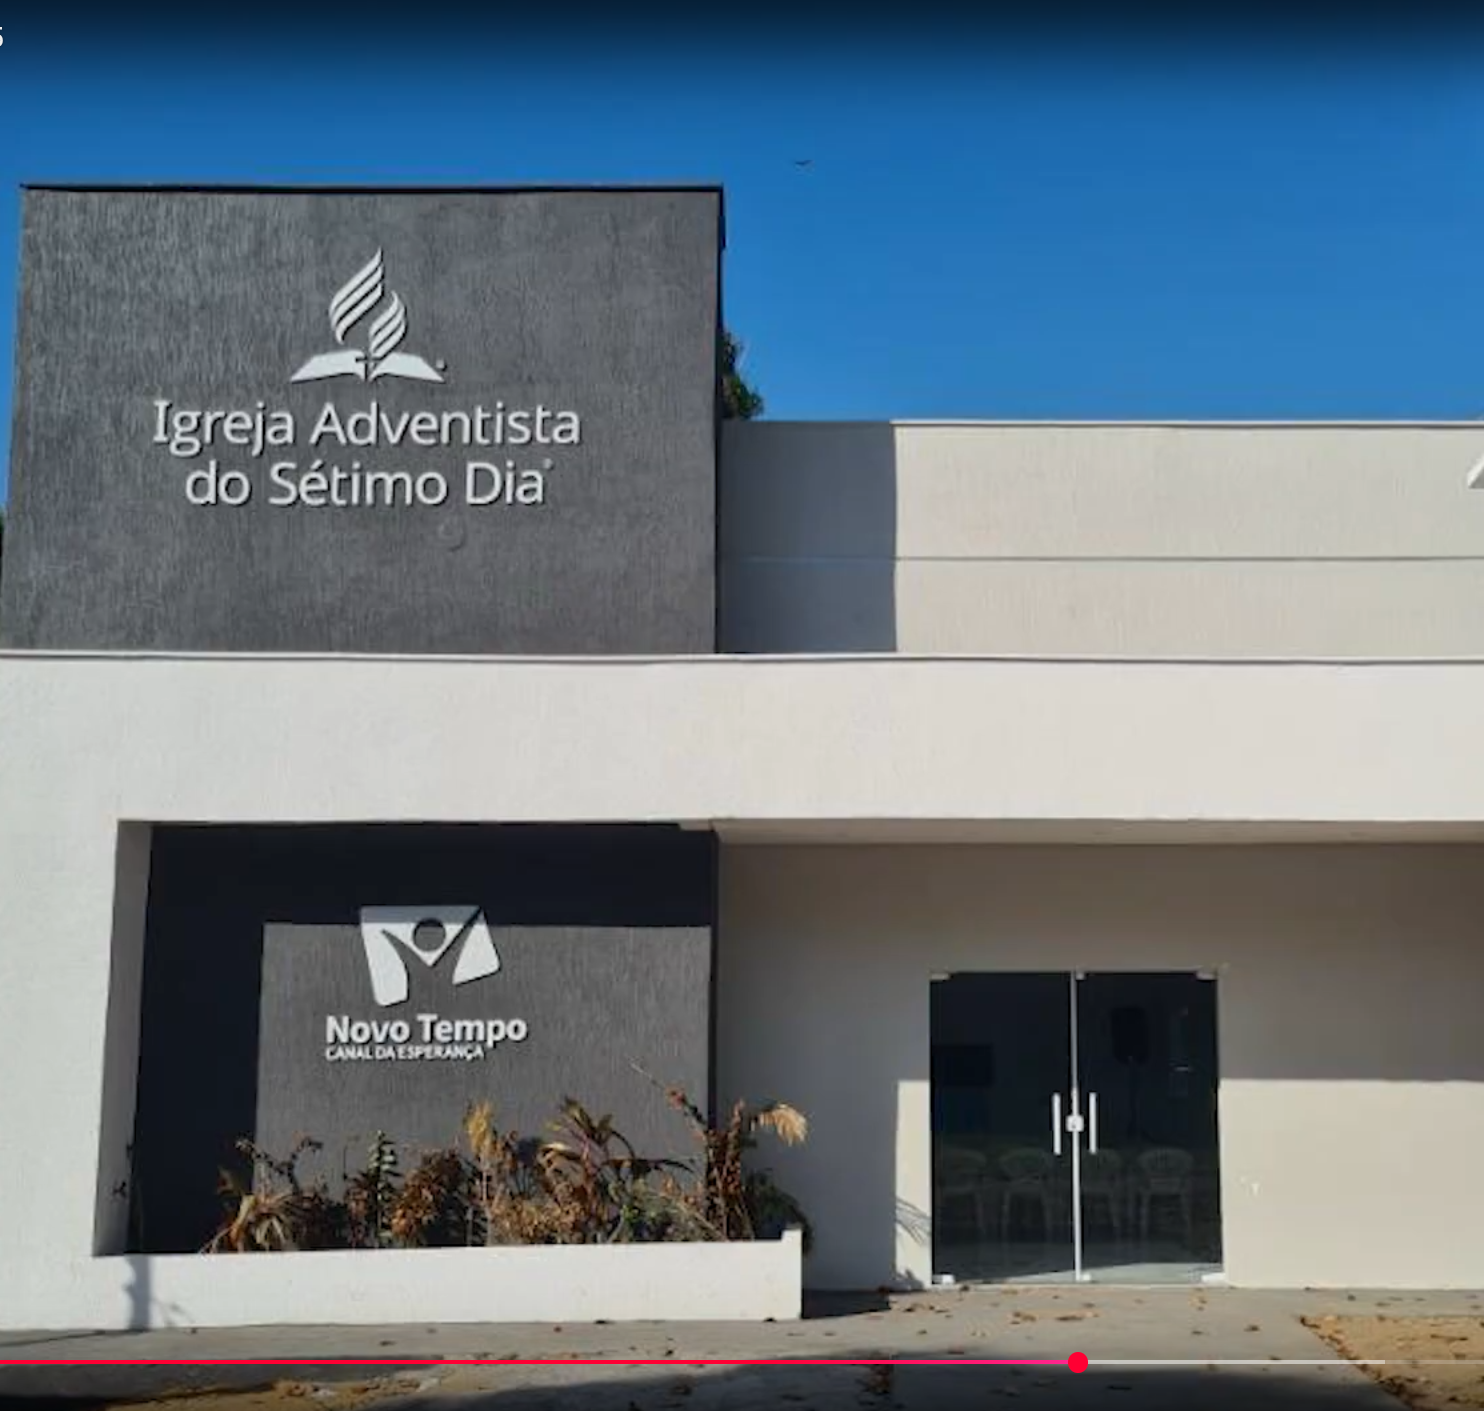 Igreja Adventista
do Sétimo Dia
Novo Tempo
CANAL DA ESPERANÇA